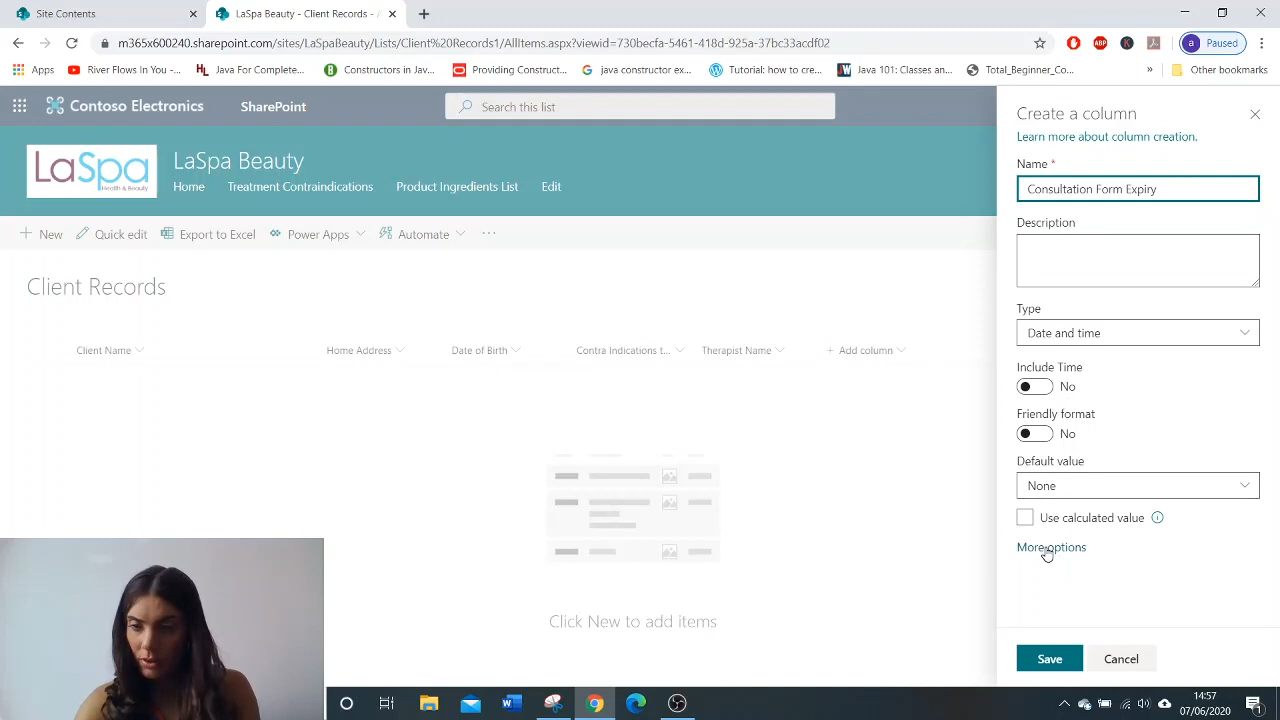 Site Contents
LaSpa Beauty - Client Records - A
m365x600240.sharepoint.com/sites/LaSpaBeauty/Lists/Client%20Records1/AllItems.aspx?viewid=730becfa-5461-418d-925a-37bc33acdf02
ABP
K
a
Paused
Apps
River Flows In You -...
HL Java For Complete...
Constructors in Jav...
Providing Construct...
G java constructor ex...
Tutorial: how to cre...
Java 101: Classes an...
Total_Beginner_Co...
»
Other bookmarks
Contoso Electronics
SharePoint
Search this list
LaSpa
Health & Beauty
LaSpa Beauty
Home
Treatment Contraindications
Product Ingredients List
Edit
+ New
Quick edit
Export to Excel
Power Apps
Automate
...
Client Records
Client Name
Home Address
Date of Birth
Contra Indications t...
Therapist Name
+ Add column
Click New to add items
Create a column
Learn more about column creation.
Name *
Consultation Form Expiry
Description
Type
Date and time
Include Time
No
Friendly format
No
Default value
None
Use calculated value
More options
Save
Cancel
14:57
07/06/2020